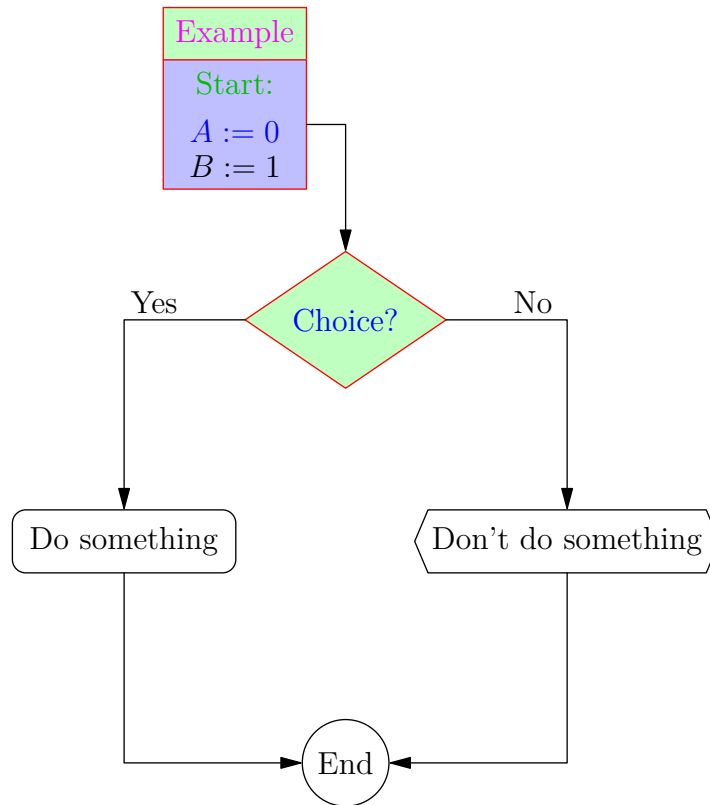 Example
Start:
A := 0
B := 1
Choice?
Yes
No
Do something
Don't do something
End